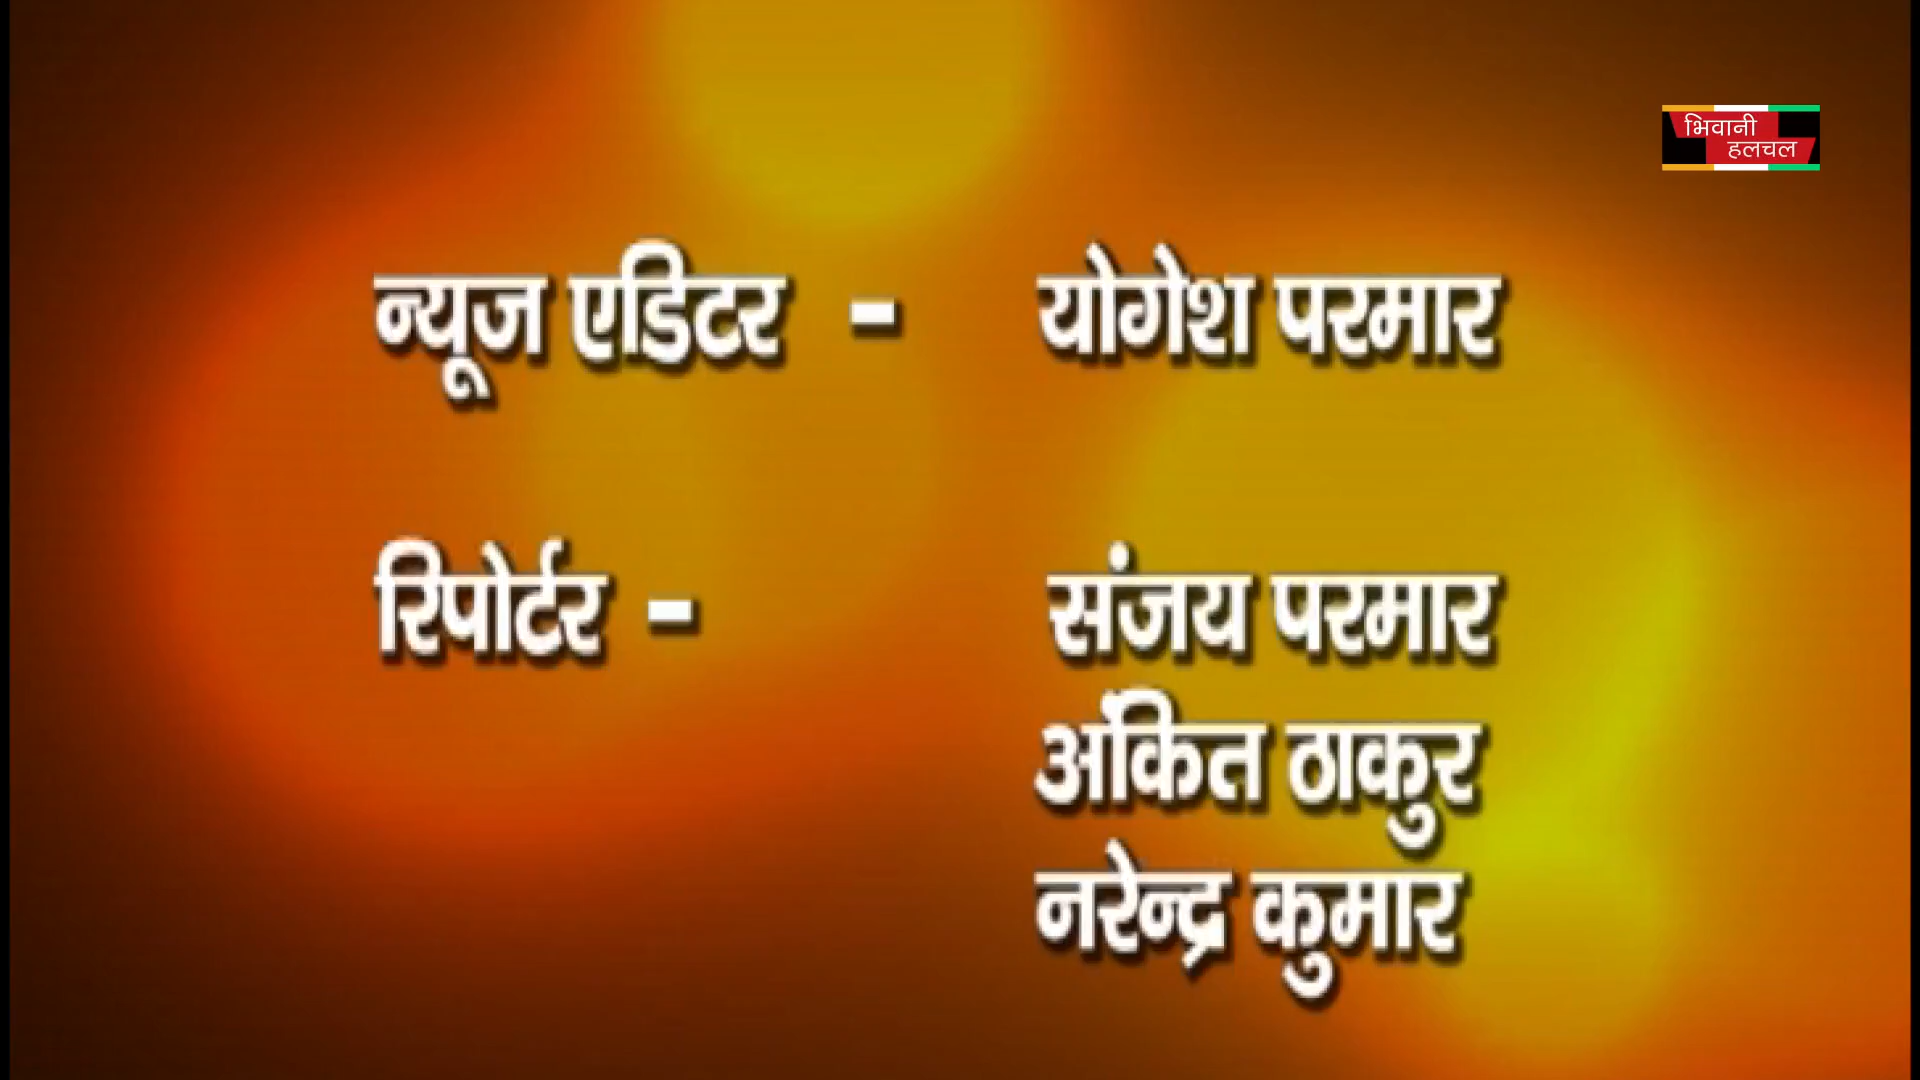 भिवानी
हलचल
न्यूज एडिटर - योगेश परमार
रिपोर्टर - संजय परमार
अंकित ठाकुर
नरेन्द्र कुमार